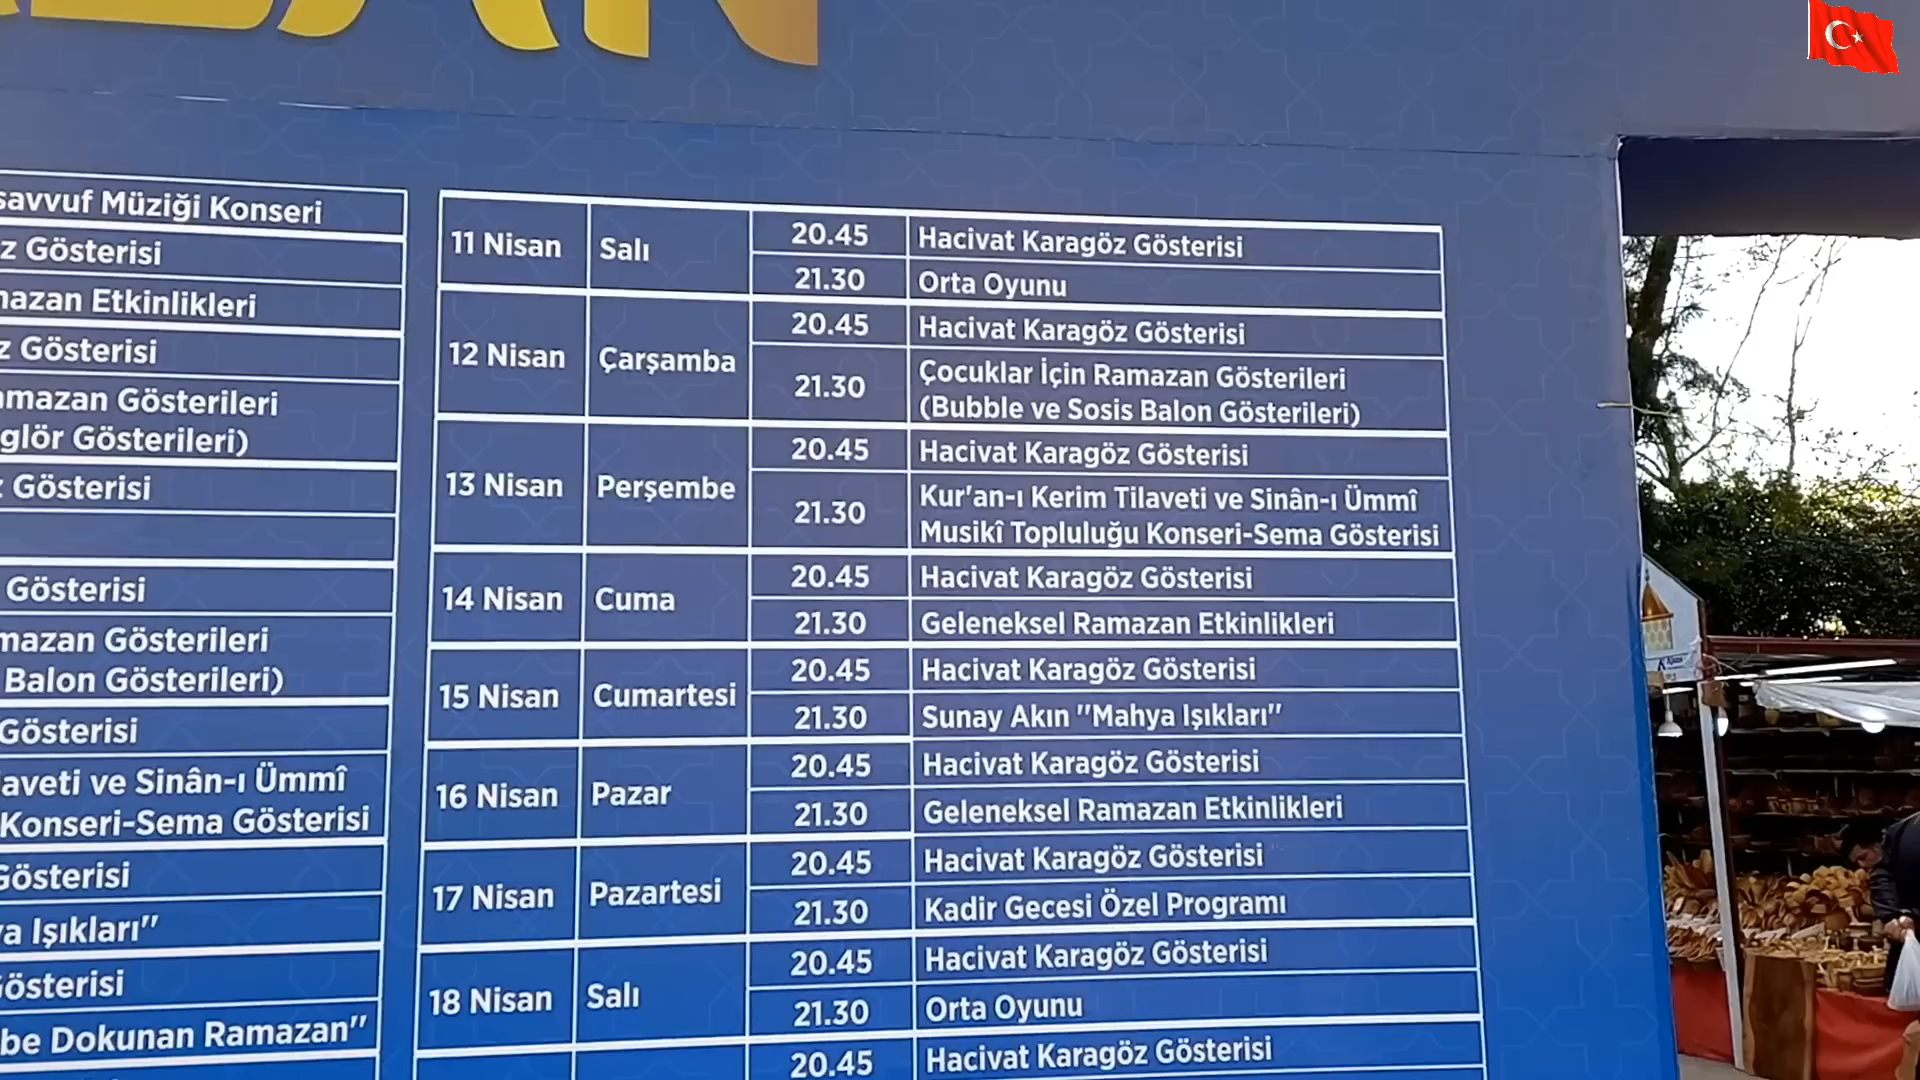 savvuf Müziği Konseri
z Gösterisi
mazan Etkinlikleri
z Gösterisi
amazan Gösterileri
glör Gösterileri)
z Gösterisi
Gösterisi
mazan Gösterileri
Balon Gösterileri)
Gösterisi
laveti ve Sinân-ı Ümmî
Konseri-Sema Gösterisi
Gösterisi
ya Işıkları"
Gösterisi
be Dokunan Ramazan"
11 Nisan Salı 20.45 Hacivat Karagöz Gösterisi
21.30 Orta Oyunu
12 Nisan Çarşamba 20.45 Hacivat Karagöz Gösterisi
21.30 Çocuklar İçin Ramazan Gösterileri
(Bubble ve Sosis Balon Gösterileri)
13 Nisan Perşembe 20.45 Hacivat Karagöz Gösterisi
21.30 Kur'an-ı Kerim Tilaveti ve Sinân-ı Ümmî
Musikî Topluluğu Konseri-Sema Gösterisi
14 Nisan Cuma 20.45 Hacivat Karagöz Gösterisi
21.30 Geleneksel Ramazan Etkinlikleri
15 Nisan Cumartesi 20.45 Hacivat Karagöz Gösterisi
21.30 Sunay Akın "Mahya Işıkları"
16 Nisan Pazar 20.45 Hacivat Karagöz Gösterisi
21.30 Geleneksel Ramazan Etkinlikleri
17 Nisan Pazartesi 20.45 Hacivat Karagöz Gösterisi
21.30 Kadir Gecesi Özel Programı
18 Nisan Salı 20.45 Hacivat Karagöz Gösterisi
21.30 Orta Oyunu
20.45 Hacivat Karagöz Gösterisi